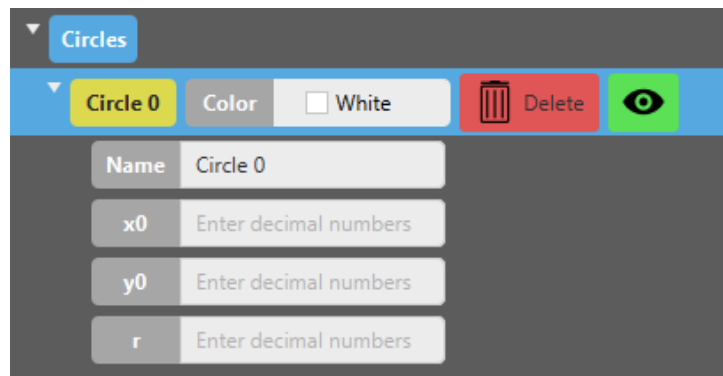 Circles
Circle 0 Color White Delete
Name Circle 0
x0 Enter decimal numbers
y0 Enter decimal numbers
r Enter decimal numbers